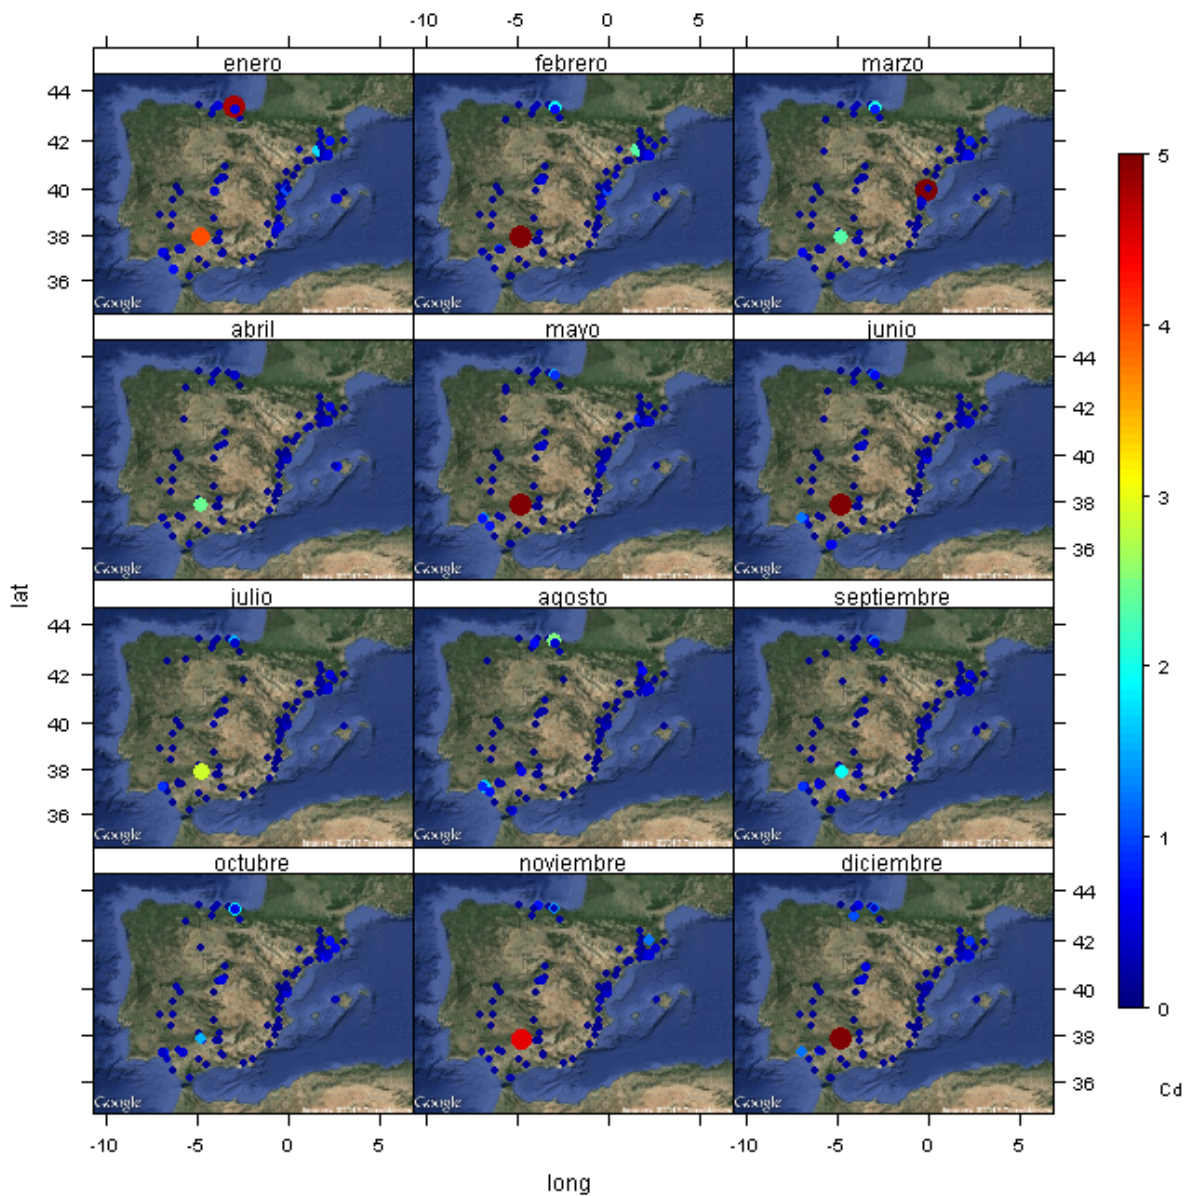 -10 -5 0 5
enero febrero marzo
44
42
40
38
36
Google Google Google
abril mayo junio
44
42
40
38
36
Google Google Google
julio agosto septiembre
44
42
40
38
36
Google Google Google
octubre noviembre diciembre
44
42
40
38
36
Google Google Google
-10 -5 0 5 -10 -5 0 5
long
lat
5
4
3
2
1
0
Cd